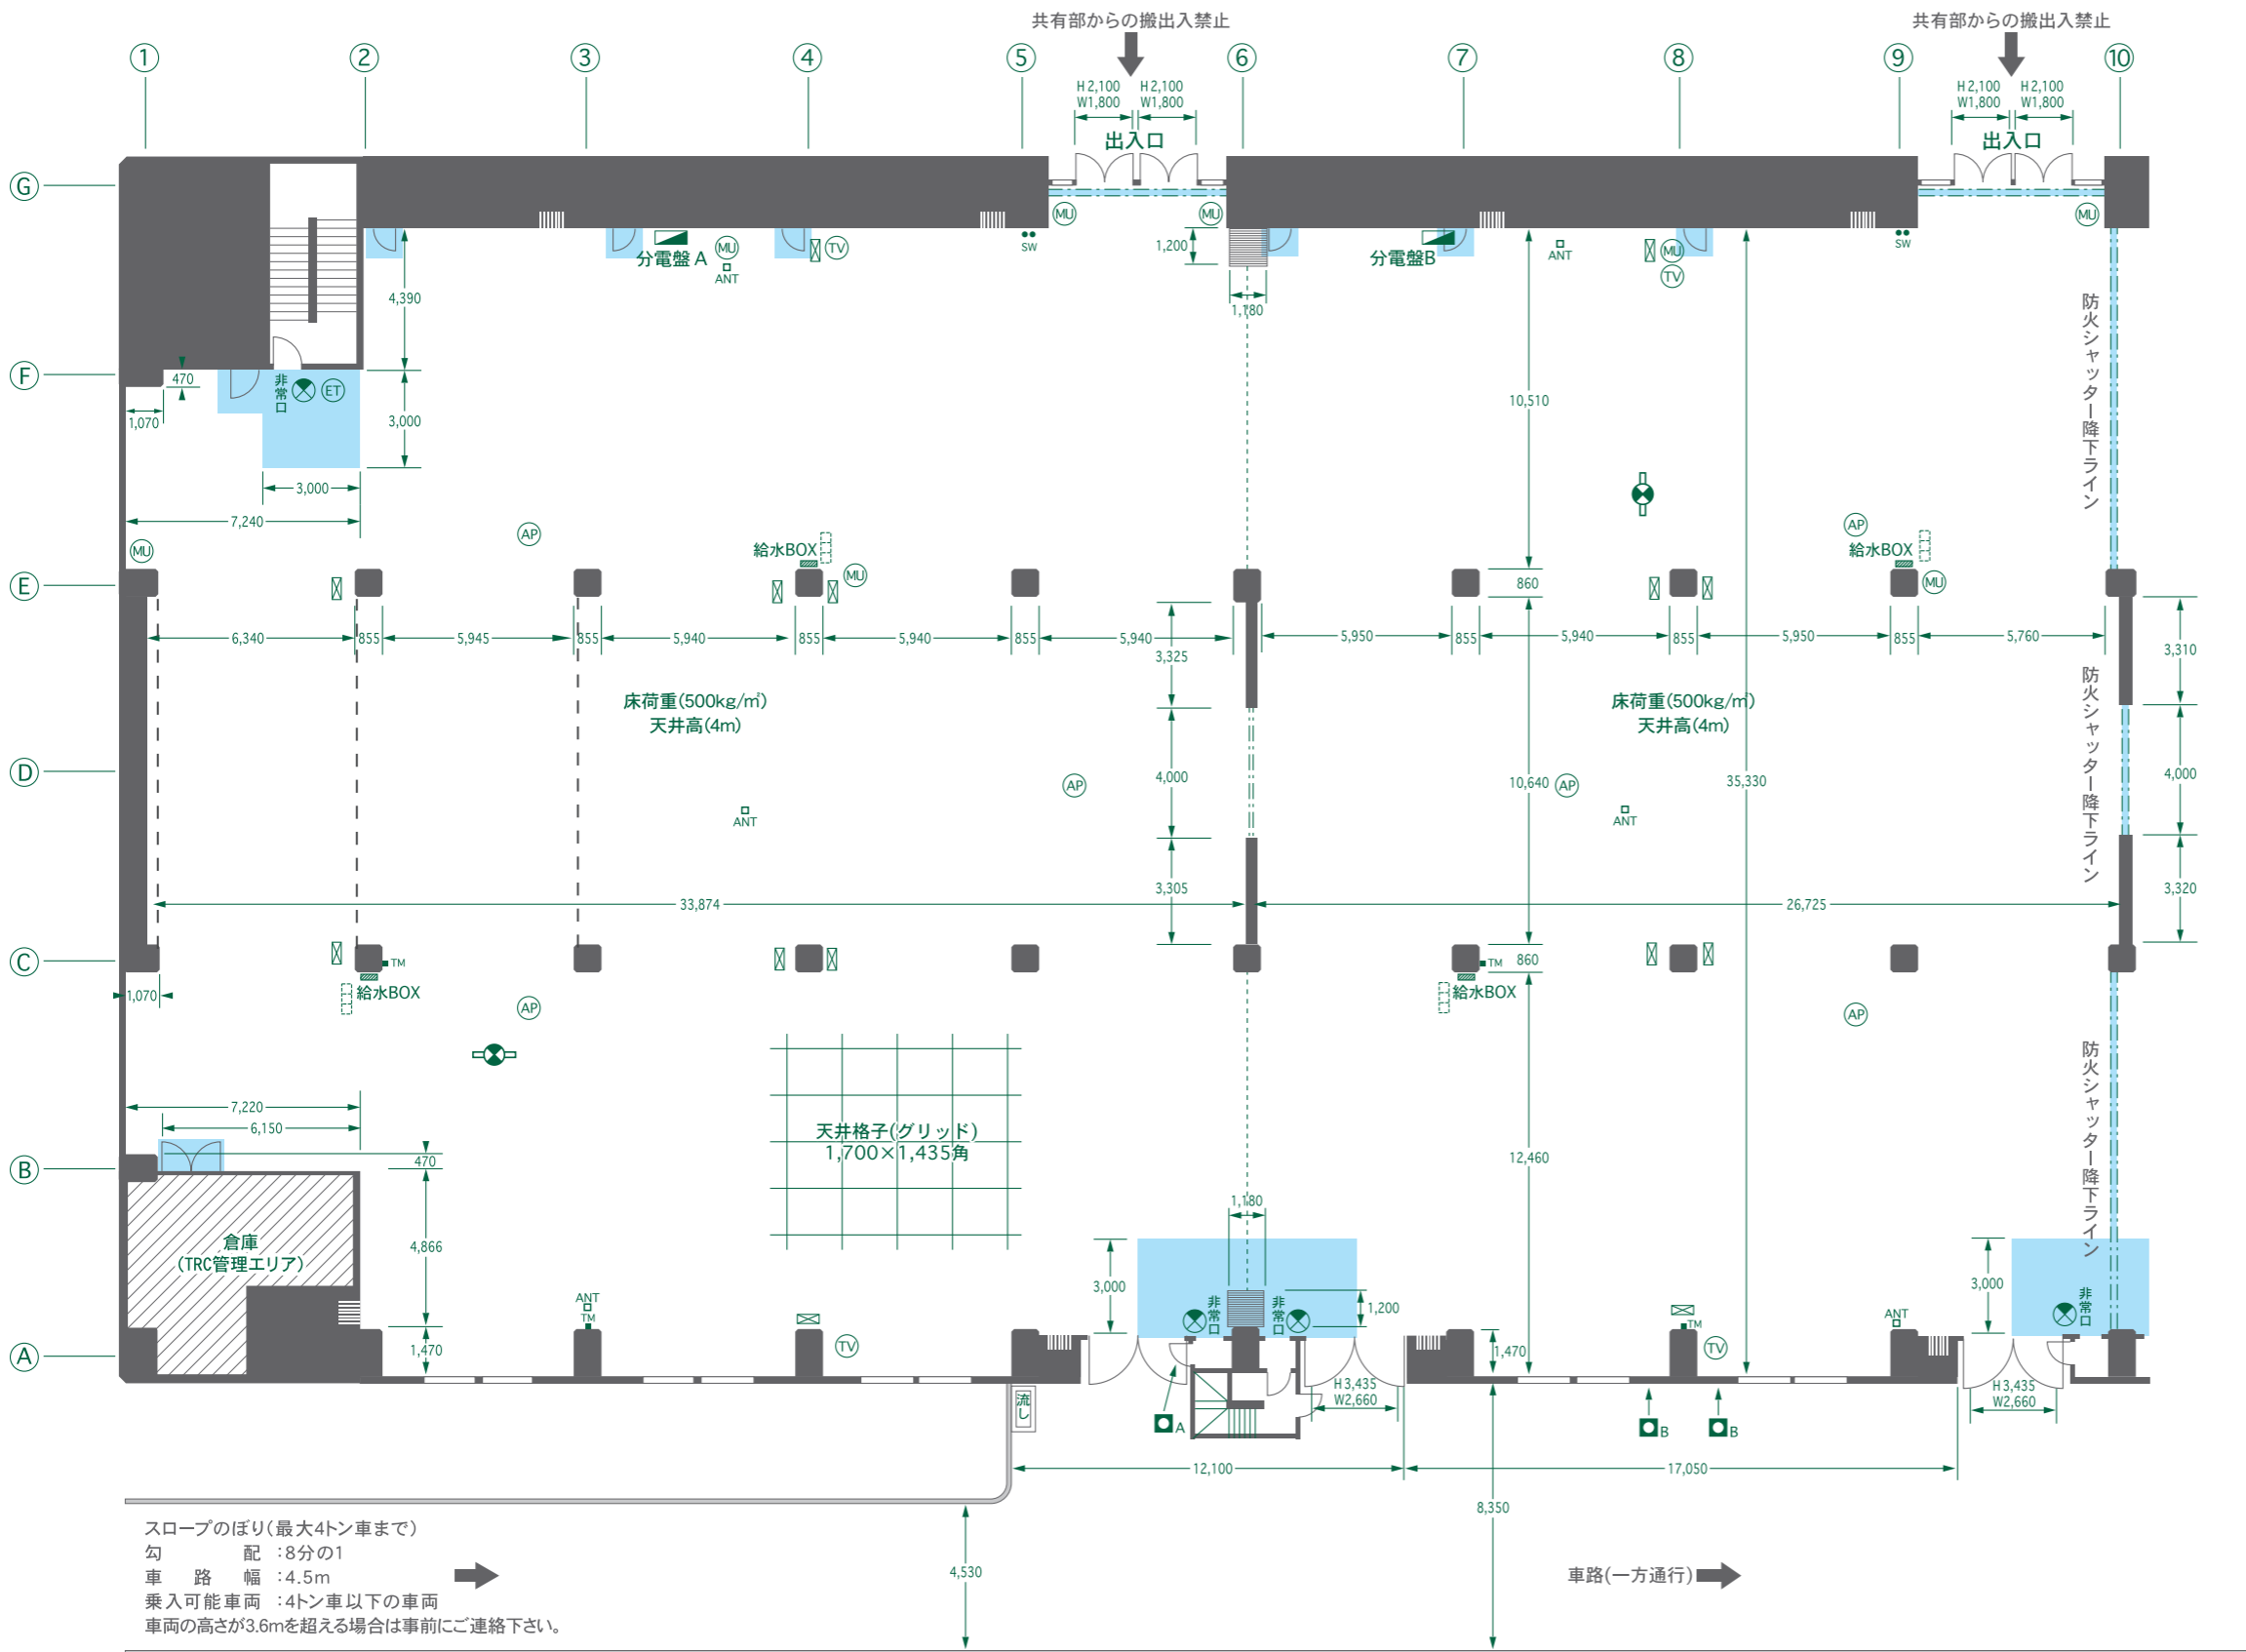 共有部からの搬出入禁止
共有部からの搬出入禁止
① ② ③ ④ ⑤ ⑥ ⑦ ⑧ ⑨ ⑩
H2,100 H2,100
W1,800 W1,800
出入口
H2,100 H2,100
W1,800 W1,800
出入口
G
MU MU MU
SW SW
分電盤A MU TV
ANT
1,200
1,180
分電盤B
ANT
MU
TV
4,390
防火シャッター降下ライン
F
470
1,070
非常口 ET
3,000
3,000
7,240
10,510
MU
AP
給水BOX
MU
AP
給水BOX
MU
E
860
6,340 855 5,945 855 5,940 855 5,940 855 5,940
5,950 855 5,940 855 5,950 855 5,760
3,325
3,310
床荷重(500kg/㎡)
天井高(4m)
床荷重(500kg/㎡)
天井高(4m)
防火シャッター降下ライン
D
4,000
4,000
AP
10,640
AP
35,330
ANT
ANT
3,305
3,320
33,874
26,725
C
TM
給水BOX
1,070
AP
860
TM
給水BOX
AP
防火シャッター降下ライン
7,220
6,150
470
B
天井格子(グリッド)
1,700×1,435角
12,460
1,180
倉庫
(TRC管理エリア)
4,866
1,470
3,000
非常口
非常口
1,200
3,000
非常口
A
ANT
TM
TV
1,470
TM
TV
ANT
流し
A
H3,435
W2,660
B
B
H3,435
W2,660
12,100
17,050
8,350
4,530
スロープのぼり(最大4トン車まで)
勾配:8分の1
車路幅:4.5m
乗入可能車両:4トン車以下の車両
車両の高さが3.6mを超える場合は事前にご連絡下さい。
車路(一方通行)